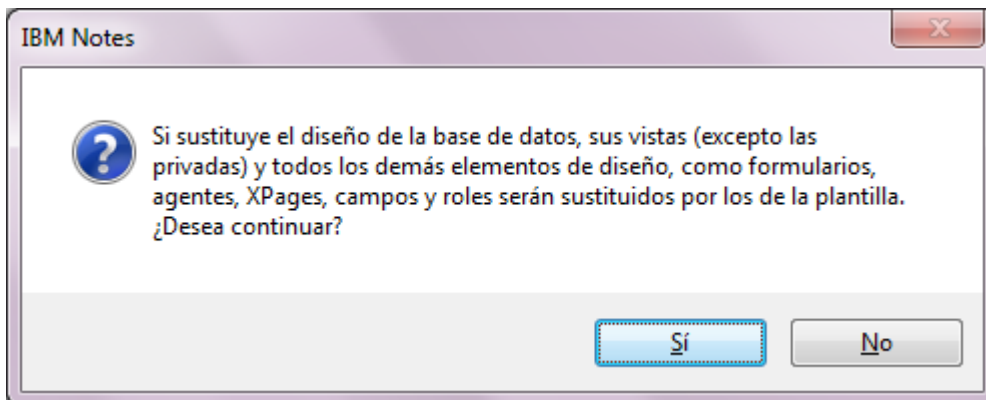 IBM Notes
Si sustituye el diseño de la base de datos, sus vistas (excepto las
privadas) y todos los demás elementos de diseño, como formularios,
agentes, XPages, campos y roles serán sustituidos por los de la plantilla.
¿Desea continuar?
Sí
No